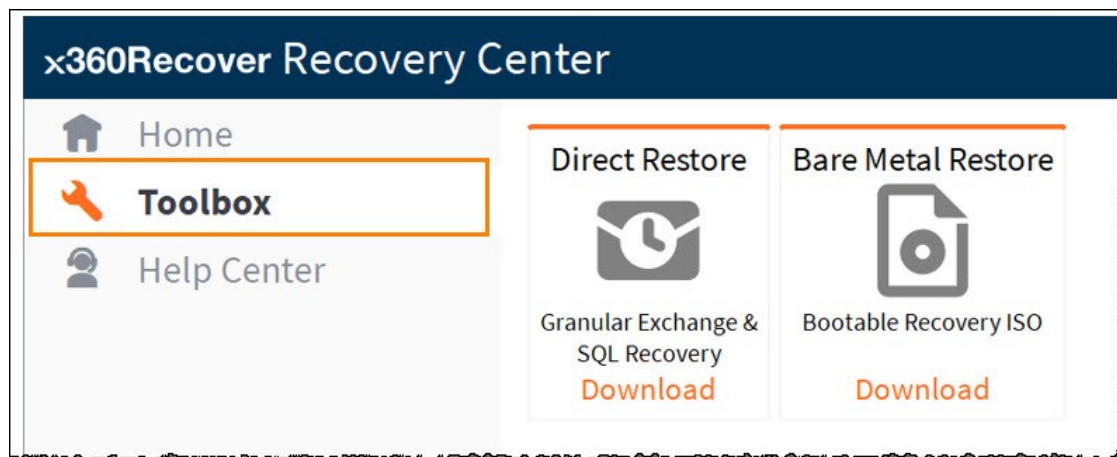 x360Recover Recovery Center
Home
Toolbox
Help Center
Direct Restore
Granular Exchange &
SQL Recovery
Download
Bare Metal Restore
Bootable Recovery ISO
Download